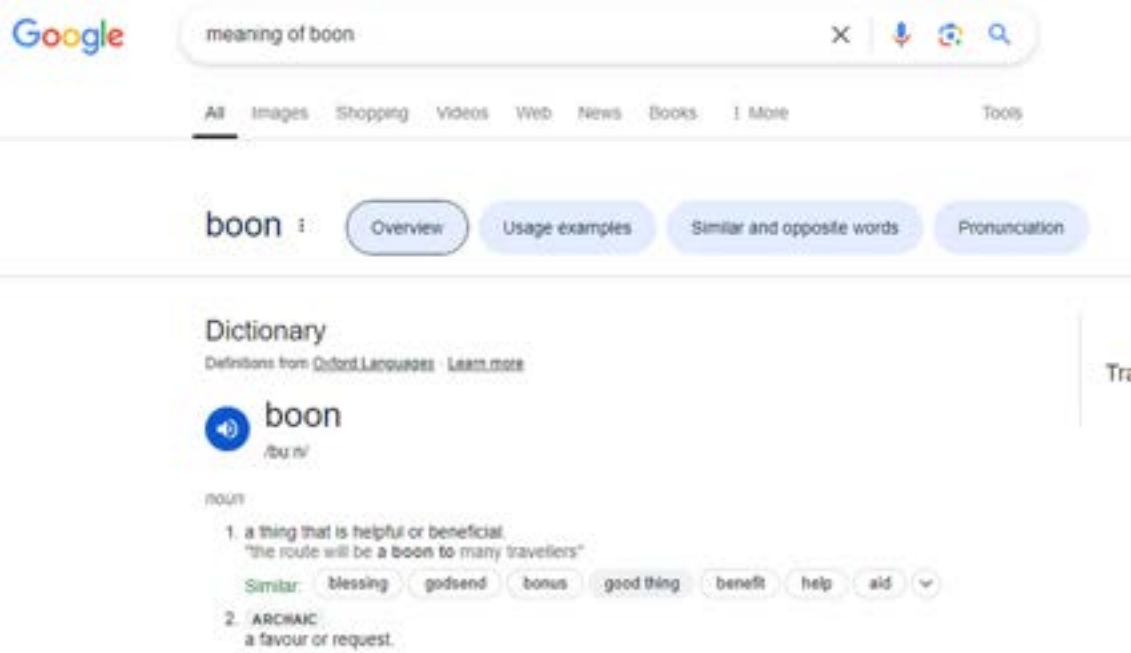 Google
meaning of boon
All Images Shopping Videos Web News Books More Tools
boon Overview Usage examples Similar and opposite words Pronunciation
Dictionary
Definitions from Oxford Languages · Learn more
Tra
boon
/buːn/
noun
1. a thing that is helpful or beneficial.
"the route will be a boon to many travellers"
Similar: blessing godsend bonus good thing benefit help aid
2. ARCHAIC
a favour or request.